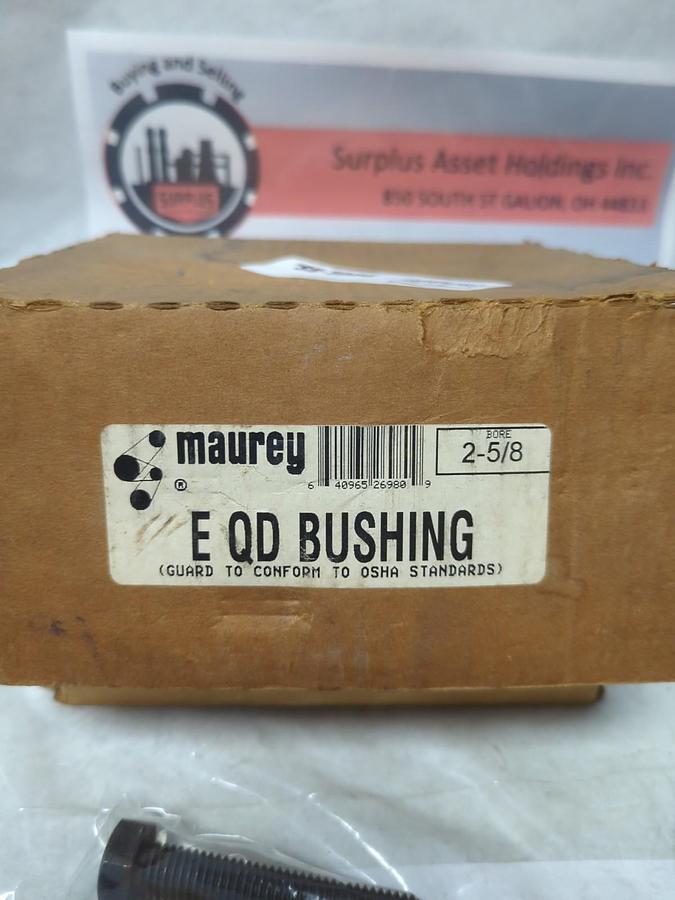 Buying and Selling
SURPLUS
Surplus Asset Holdings Inc.
850 SOUTH ST GALION, OH 44833
maurey
®
6 40965 26980 9
BORE
2-5/8
E QD BUSHING
(GUARD TO CONFORM TO OSHA STANDARDS)